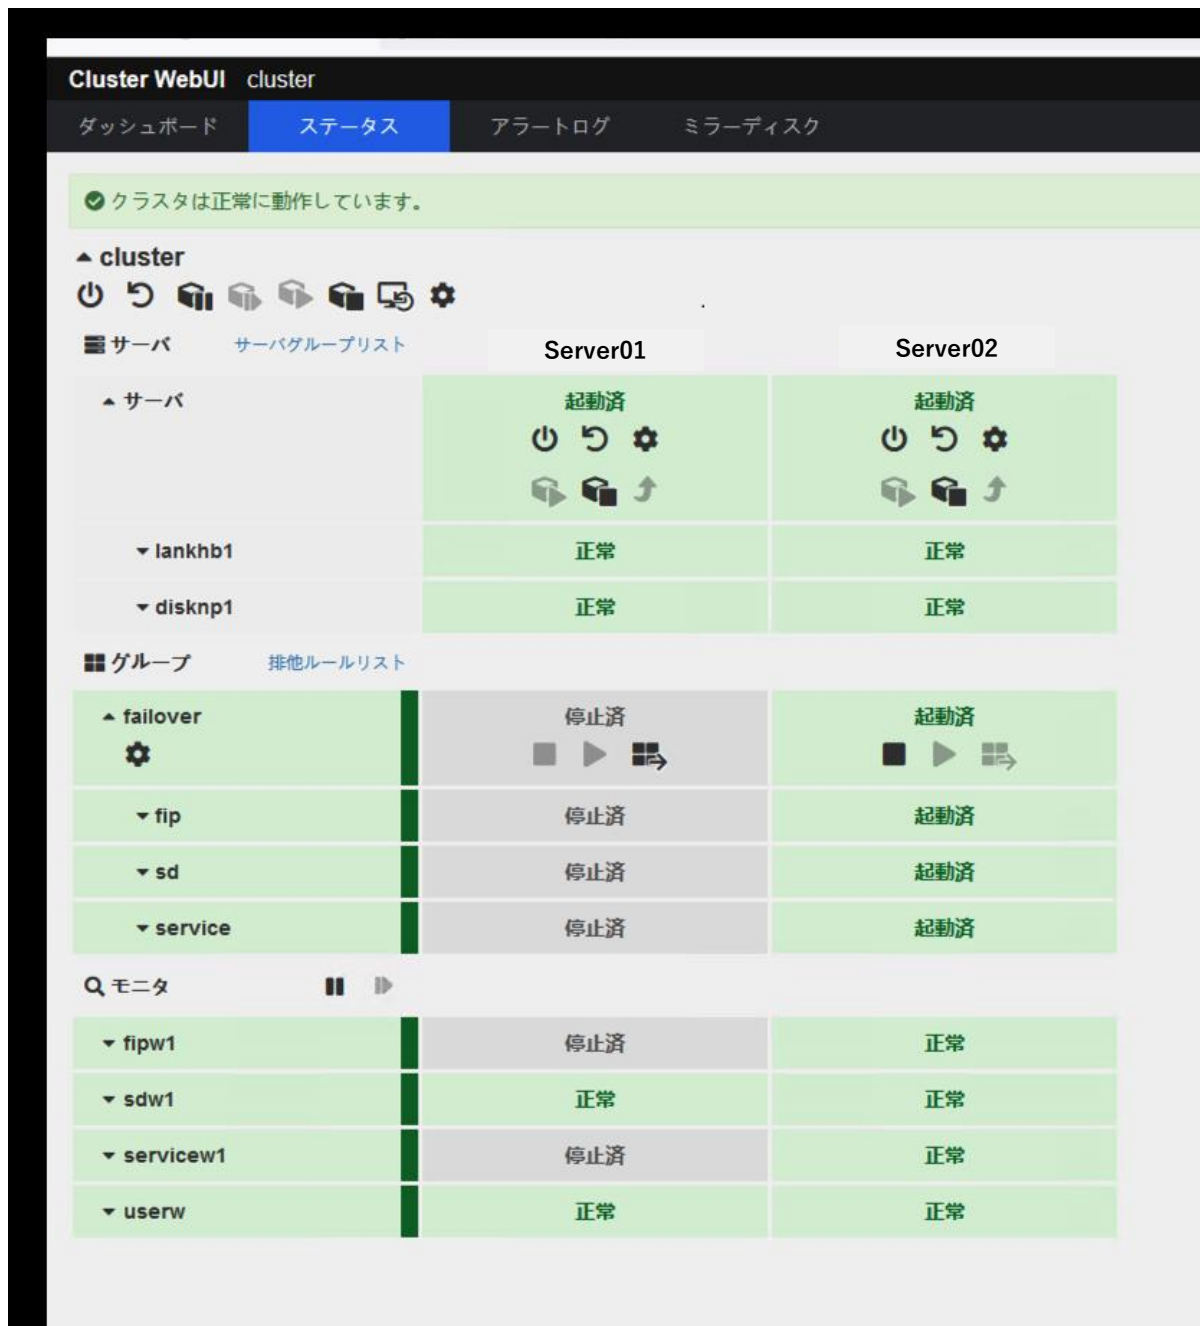 Cluster WebUI cluster
ダッシュボード ステータス アラートログ ミラーディスク
クラスタは正常に動作しています。
cluster
サーバ サーバグループリスト Server01 Server02
サーバ 起動済 起動済
lankhb1 正常 正常
disknp1 正常 正常
グループ 排他ルールリスト
failover 停止済 起動済
fip 停止済 起動済
sd 停止済 起動済
service 停止済 起動済
モニタ
fipw1 停止済 正常
sdw1 正常 正常
servicew1 停止済 正常
userw 正常 正常